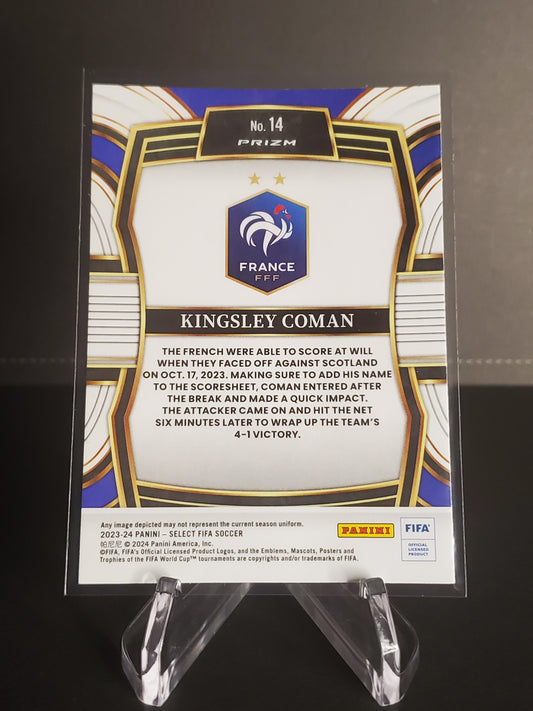 No. 14
PRIZM
FRANCE
FFF
KINGSLEY COMAN
THE FRENCH WERE ABLE TO SCORE AT WILL
WHEN THEY FACED OFF AGAINST SCOTLAND
ON OCT. 17, 2023. MAKING SURE TO ADD HIS NAME
TO THE SCORESHEET, COMAN ENTERED AFTER
THE BREAK AND MADE A QUICK IMPACT.
THE ATTACKER CAME ON AND HIT THE NET
SIX MINUTES LATER TO WRAP UP THE TEAM'S
4-1 VICTORY.
Any image depicted may not represent the current season uniform.
2023-24 PANINI – SELECT FIFA SOCCER
帕尼尼 © 2024 Panini America, Inc.
©FIFA, FIFA's Official Licensed Product Logos, and the Emblems, Mascots, Posters and
Trophies of the FIFA World Cup™ tournaments are copyrights and/or trademarks of FIFA.
PANINI
FIFA
OFFICIAL
LICENSED
PRODUCT